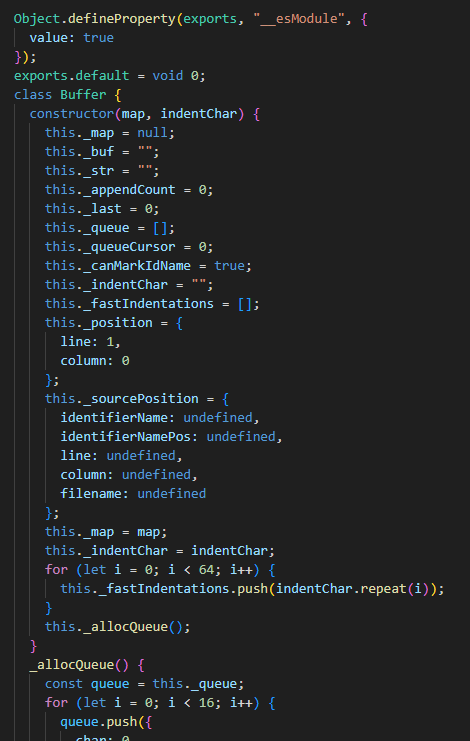 Object.defineProperty(exports, "__esModule", {
  value: true
});
exports.default = void 0;
class Buffer {
  constructor(map, indentChar) {
    this._map = null;
    this._buf = "";
    this._str = "";
    this._appendCount = 0;
    this._last = 0;
    this._queue = [];
    this._queueCursor = 0;
    this._canMarkIdName = true;
    this._indentChar = "";
    this._fastIndentations = [];
    this._position = {
      line: 1,
      column: 0
    };
    this._sourcePosition = {
      identifierName: undefined,
      identifierNamePos: undefined,
      line: undefined,
      column: undefined,
      filename: undefined
    };
    this._map = map;
    this._indentChar = indentChar;
    for (let i = 0; i < 64; i++) {
      this._fastIndentations.push(indentChar.repeat(i));
    }
    this._allocQueue();
  }
  _allocQueue() {
    const queue = this._queue;
    for (let i = 0; i < 16; i++) {
      queue.push({
        char: 0